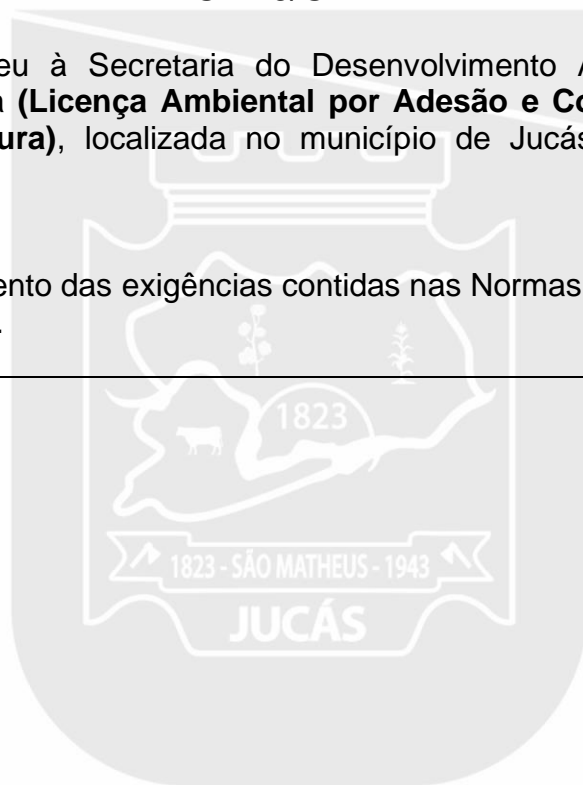 eu à Secretaria do Desenvolvimento
(Licença Ambiental por Adesão e
ura), localizada no município de Jucás
ento das exigências contidas nas Normas
.
1823
1823 - SÃO MATHEUS - 1943
JUCÁS